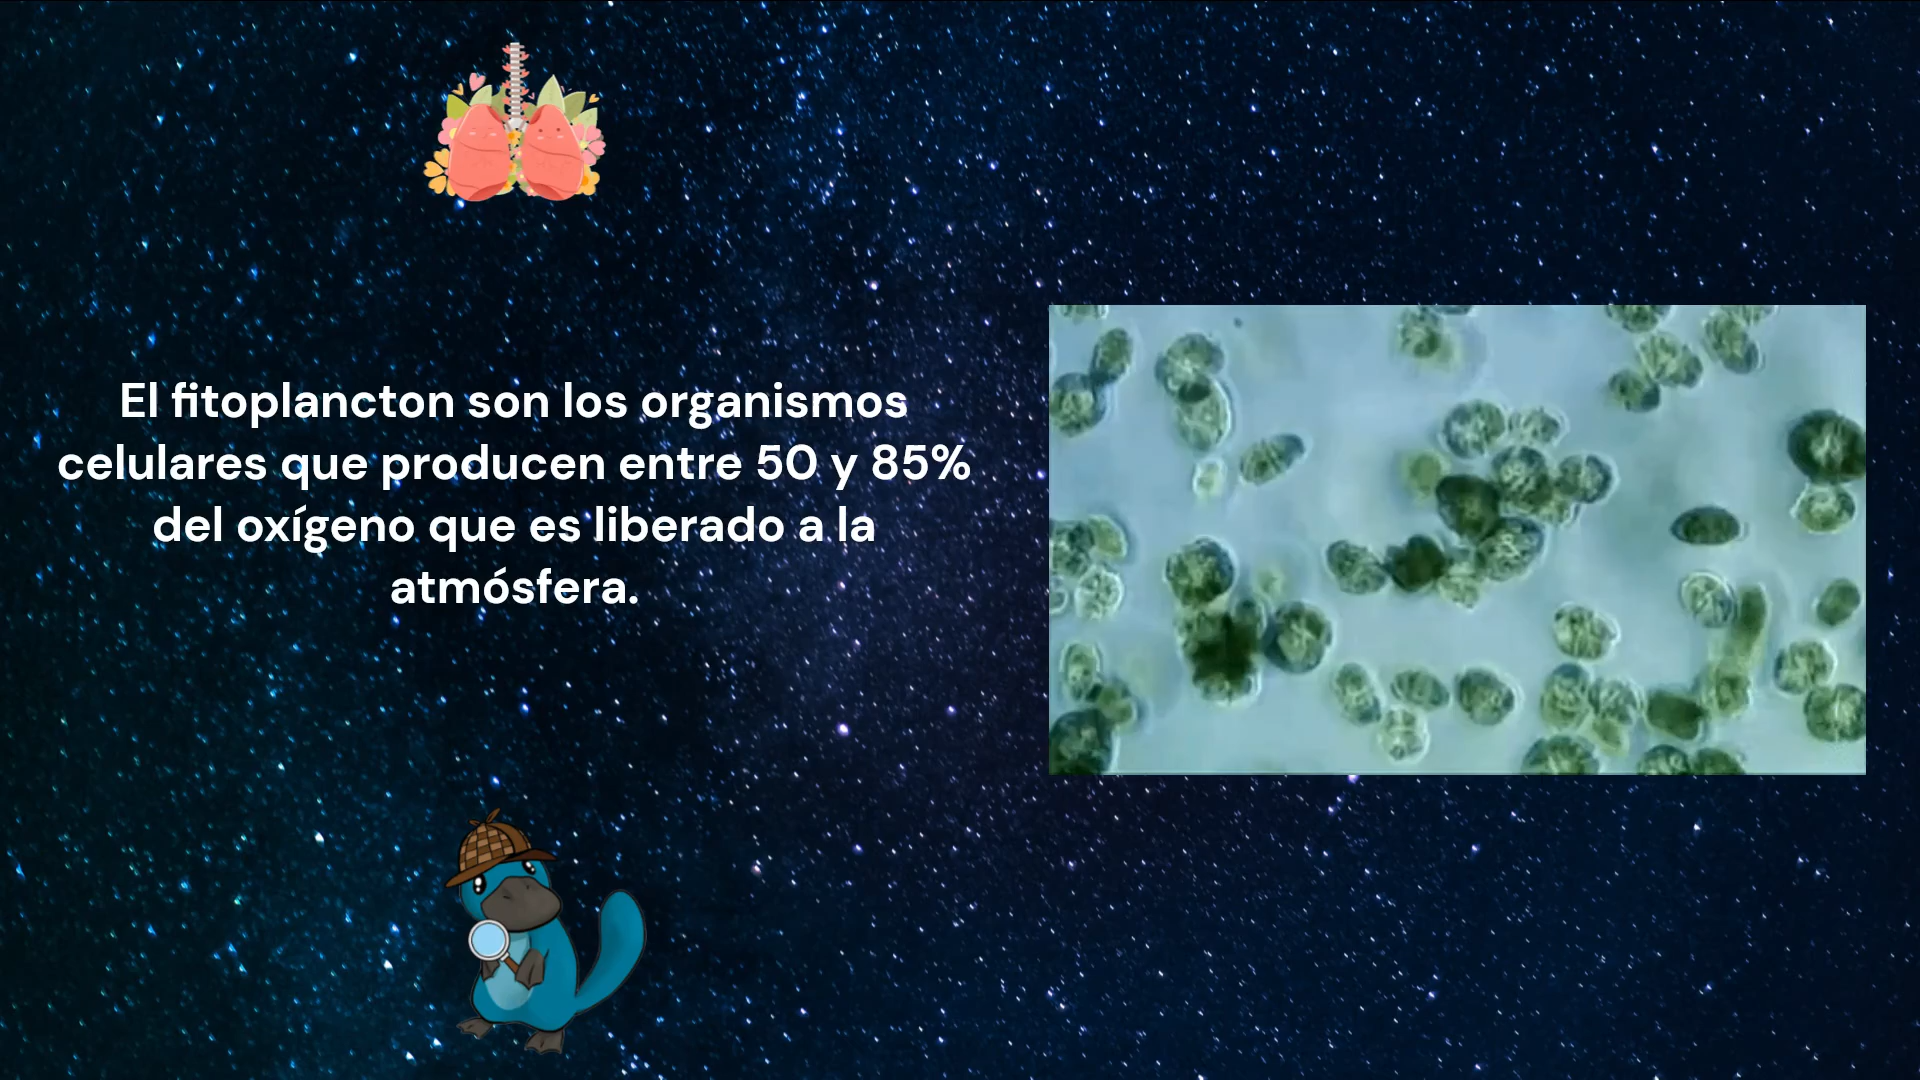 El fitoplancton son los organismos
celulares que producen entre 50 y 85%
del oxígeno que es liberado a la
atmósfera.